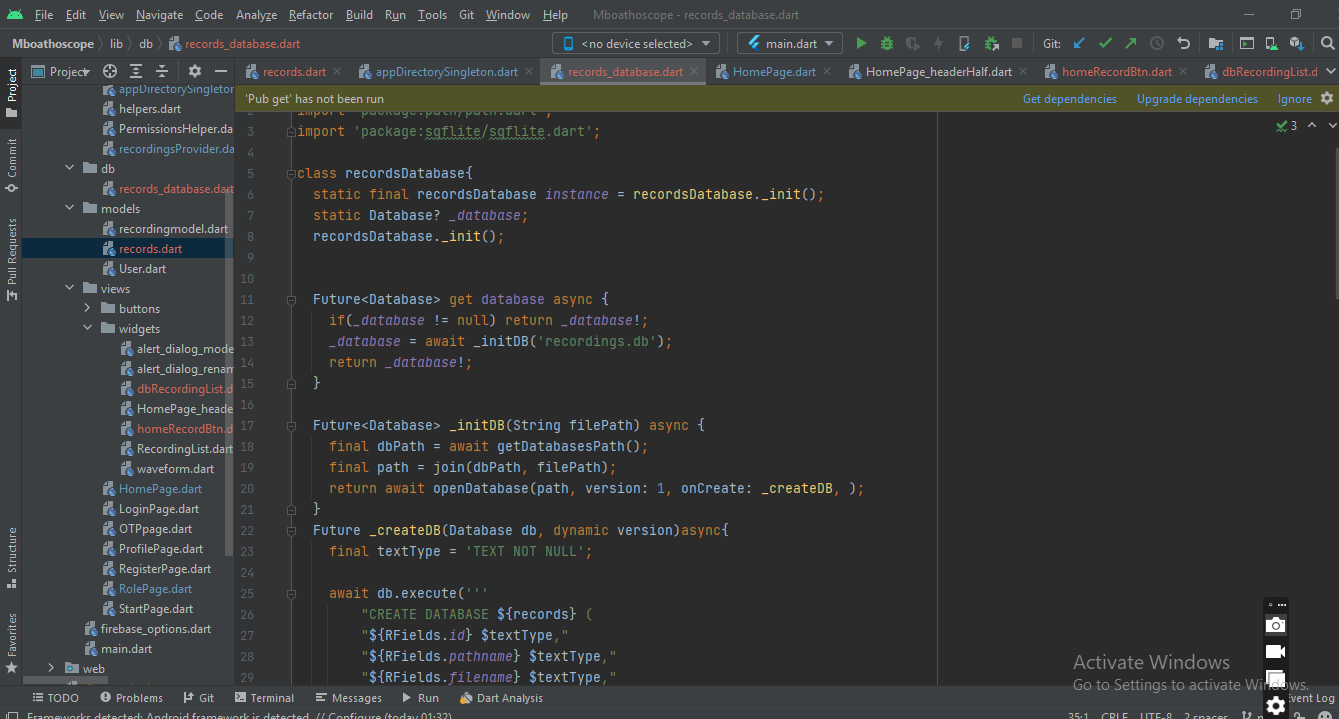 File Edit View Navigate Code Analyze Refactor Build Run Tools Git Window Help Mboathoscope - records_database.dart
Mboathoscope lib db records_database.dart <no device selected> main.dart Git:
Project records.dart appDirectorySingleton.dart records_database.dart HomePage.dart HomePage_headerHalf.dart homeRecordBtn.dart dbRecordingList.d
'Pub get' has not been run Get dependencies Upgrade dependencies Ignore
Project
Commit
Pull Requests
Structure
Favorites
appDirectorySingleton
helpers.dart
PermissionsHelper.da
recordingsProvider.da
db
records_database.dart
models
recordingmodel.dart
records.dart
User.dart
views
buttons
widgets
alert_dialog_mode
alert_dialog_renam
dbRecordingList.d
HomePage_heade
homeRecordBtn.d
RecordingList.dart
waveform.dart
HomePage.dart
LoginPage.dart
OTPpage.dart
ProfilePage.dart
RegisterPage.dart
RolePage.dart
StartPage.dart
firebase_options.dart
main.dart
web
2 import 'package:path/path.dart';
3 import 'package:sqflite/sqflite.dart';
3
4
5 class recordsDatabase{
6 static final recordsDatabase instance = recordsDatabase._init();
7 static Database? _database;
8 recordsDatabase._init();
9
10
11 Future<Database> get database async {
12 if(_database != null) return _database!;
13 _database = await _initDB('recordings.db');
14 return _database!;
15 }
16
17 Future<Database> _initDB(String filePath) async {
18 final dbPath = await getDatabasesPath();
19 final path = join(dbPath, filePath);
20 return await openDatabase(path, version: 1, onCreate: _createDB, );
21 }
22 Future _createDB(Database db, dynamic version)async{
23 final textType = 'TEXT NOT NULL';
24
25 await db.execute('''
26 "CREATE DATABASE ${records} (
27 "${RFields.id} $textType,"
28 "${RFields.pathname} $textType,"
29 "${RFields.filename} $textType,"
Activate Windows
Go to Settings to activate Windows.
TODO Problems Git Terminal Messages Run Dart Analysis Event Log
Frameworks detected: Android framework is detected. // Configure (today 01:32) 35:1 CRLF UTF-8 2 spaces